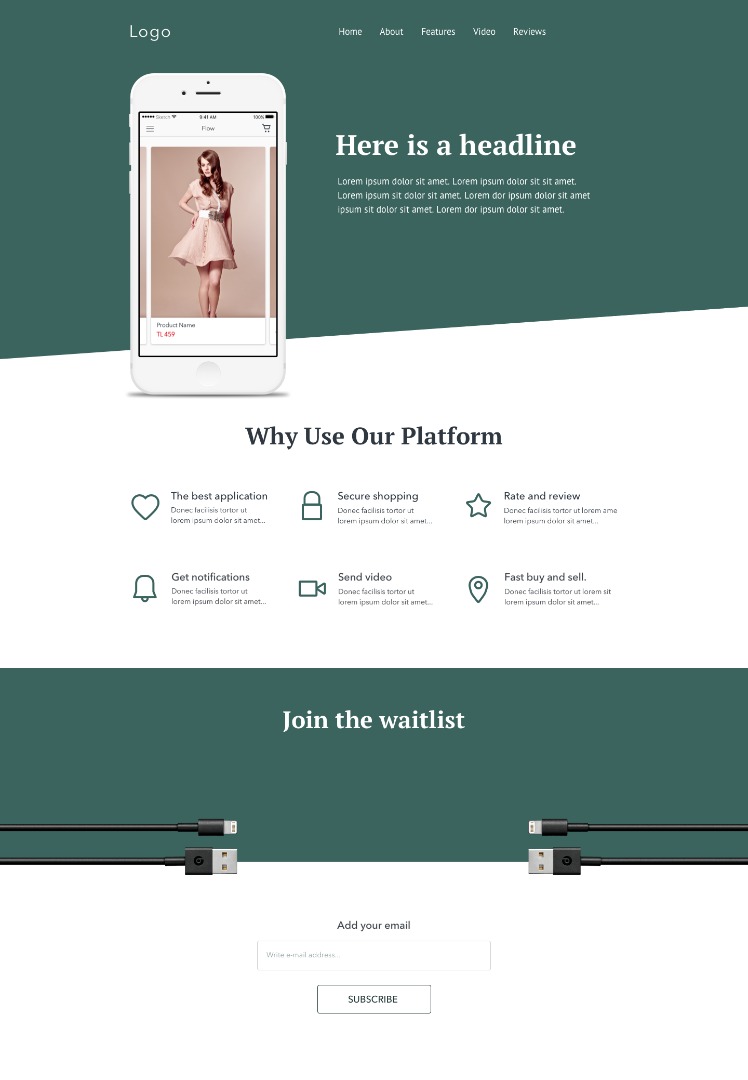 Logo
Home About Features Video Reviews
Sketch 9:41 AM 100%
Flow
Product Name
TL 459
Here is a headline
Lorem ipsum dolor sit amet. Lorem ipsum dolor sit amet.
Lorem ipsum sit dolor sit amet. Lorem dor ipsum dolor sit amet
ipsum sit dolor sit amet. Lorem dor ipsum dolor sit amet.
Why Use Our Platform
The best application
Donec facilisis tortor ut
lorem ipsum dolor sit amet...
Secure shopping
Donec facilisis tortor ut
lorem ipsum dolor sit amet...
Rate and review
Donec facilisis tortor ut lorem ame
lorem ipsum dolor sit amet...
Get notifications
Donec facilisis tortor ut
lorem ipsum dolor sit amet...
Send video
Donec facilisis tortor ut
lorem ipsum dolor sit amet...
Fast buy and sell.
Donec facilisis tortor ut lorem sit
lorem ipsum dolor sit amet...
Join the waitlist
Add your email
Write e-mail address...
SUBSCRIBE